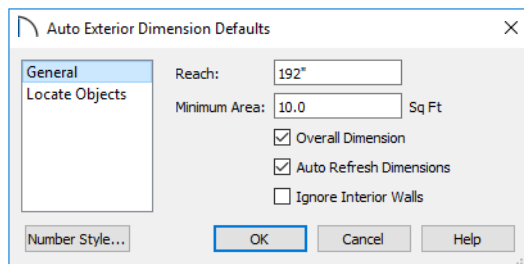 Auto Exterior Dimension Defaults
General
Locate Objects
Reach: 192"
Minimum Area: 10.0 Sq Ft
Overall Dimension
Auto Refresh Dimensions
Ignore Interior Walls
Number Style... OK Cancel Help